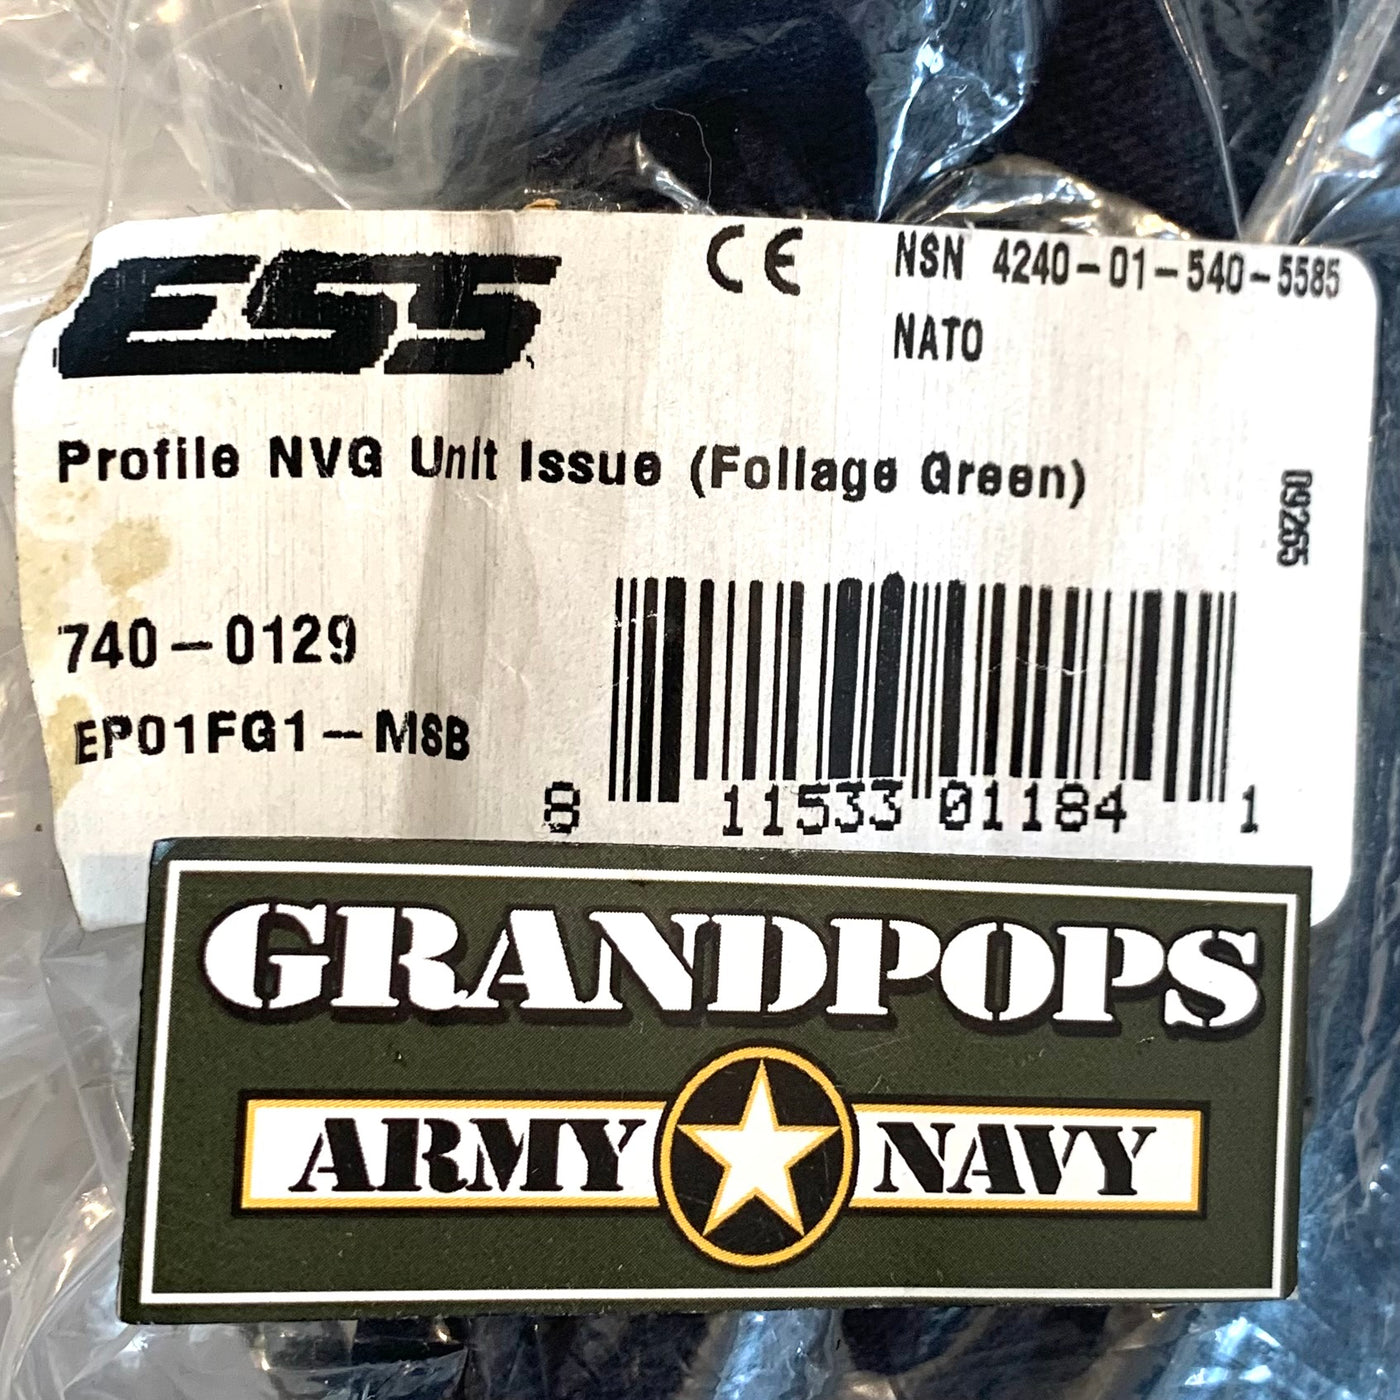 ESS
CE NSN 4240-01-540-5585
NATO
Profile NVG Unit Issue (Foliage Green)
09265
740-0129
EP01FG1-MSB
8 11533 01184 1
GRANDPOPS
ARMY NAVY